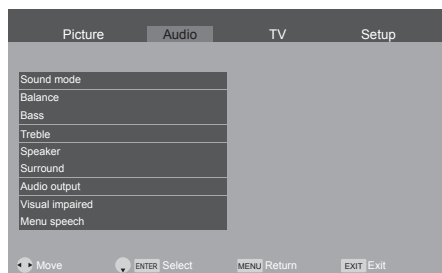 Picture Audio TV Setup
Sound mode
Balance
Bass
Treble
Speaker
Surround
Audio output
Visual impaired
Menu speech
Move ENTER Select MENU Return EXIT Exit